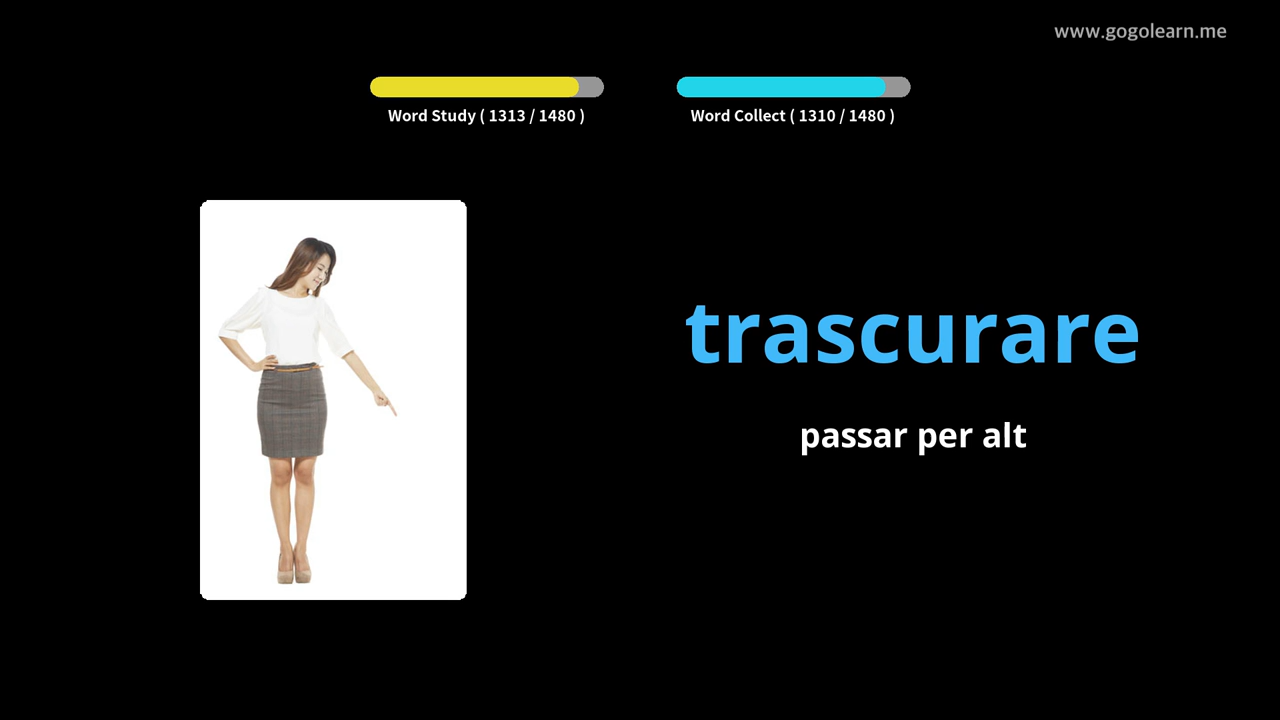 www.gogolearn.me
Word Study ( 1313 / 1480 )
Word Collect ( 1310 / 1480 )
trascurare
passar per alt